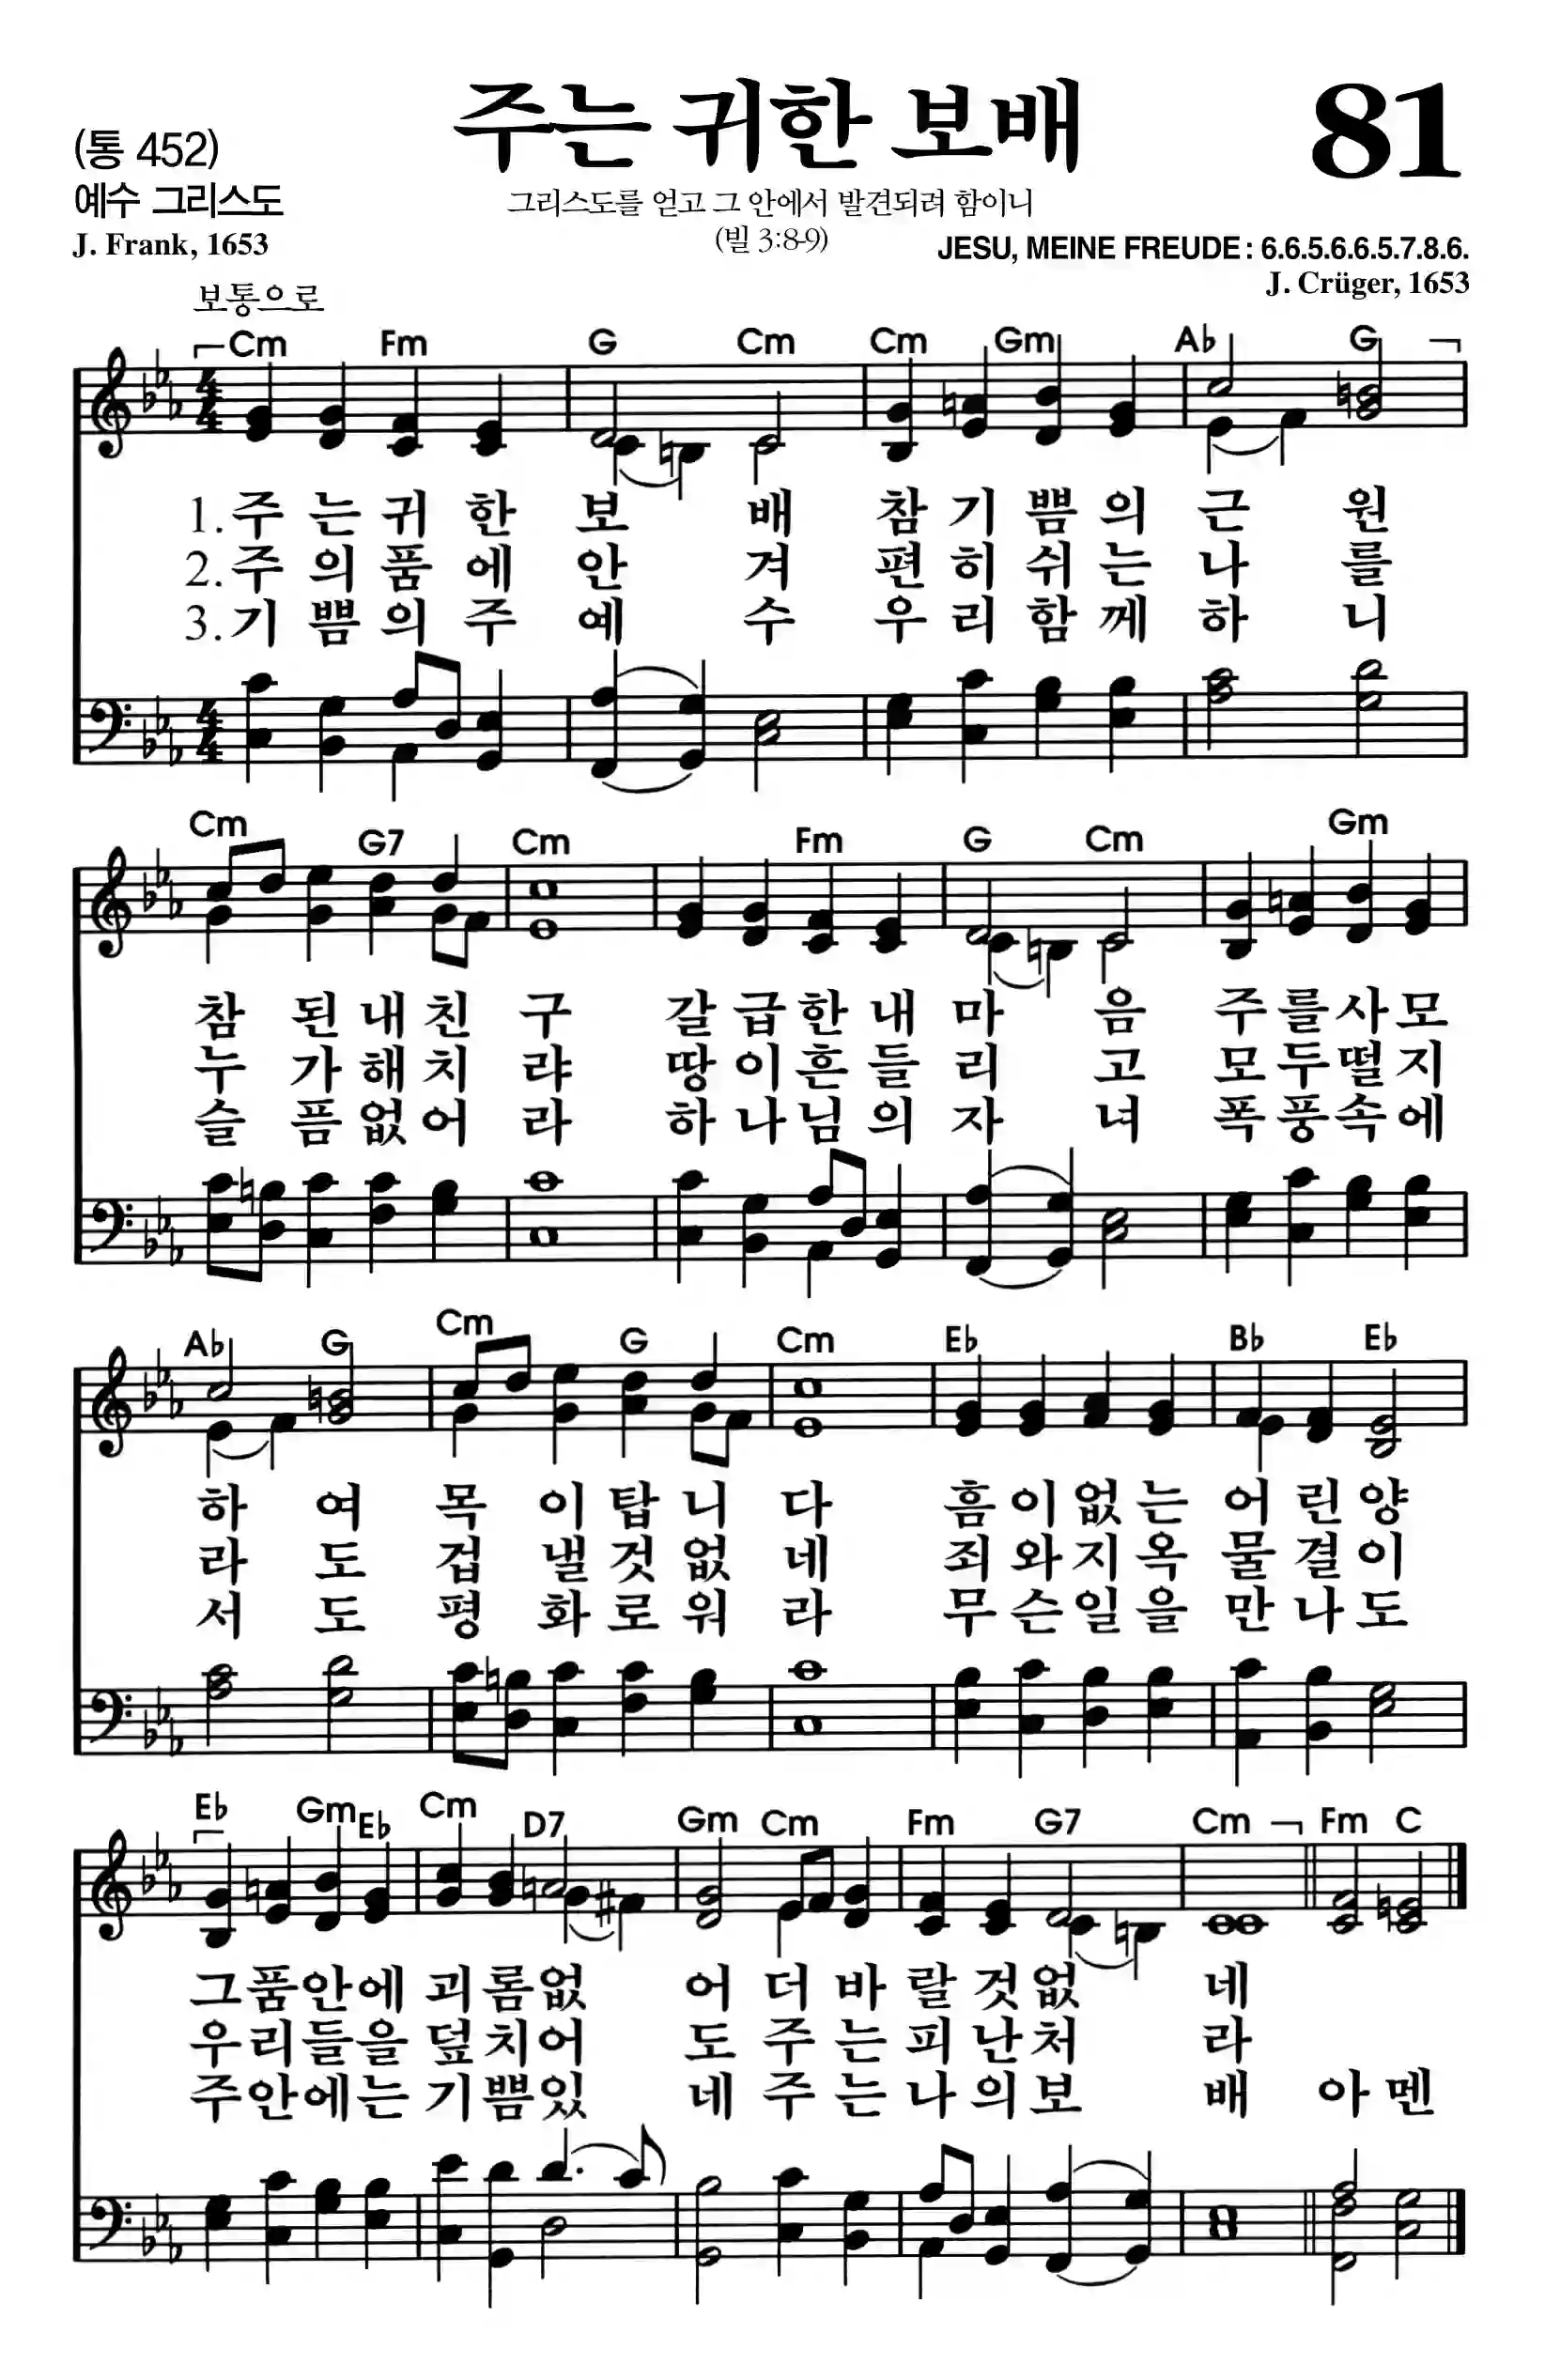 주는 귀한 보배
81
(통 452)
예수 그리스도
J. Frank, 1653
그리스도를 얻고 그 안에서 발견되려 함이니
(빌 3:8-9)
JESU, MEINE FREUDE : 6.6.5.6.6.5.7.8.6.
J. Crüger, 1653
보통으로
Cm Fm G Cm Cm Gm A♭ G
1. 주 는 귀 한 보 배 참 기 쁨 의 근 원
2. 주 의 품 에 안 겨 편 히 쉬 는 나 를
3. 기 쁨 의 주 예 수 우 리 함 께 하 니
Cm G7 Cm Fm G Cm Gm
참 된 내 친 구 갈 급 한 내 마 음 주 를 사 모
누 가 해 치 랴 땅 이 흔 들 리 고 모 두 떨 지
슬 픔 없 어 라 하 나 님 의 자 녀 폭 풍 속 에
A♭ G Cm G Cm E♭ B♭ E♭
하 여 목 이 탑 니 다 흠 이 없 는 어 린 양
라 도 겁 낼 것 없 네 죄 와 지 옥 물 결 이
서 도 평 화 로 워 라 무 슨 일 을 만 나 도
E♭ Gm E♭ Cm D7 Gm Cm Fm G7 Cm Fm C
그 품 안 에 괴 롬 없 어 더 바 랄 것 없 네
우 리 들 을 덮 치 어 도 주 는 피 난 처 라
주 안 에 는 기 쁨 있 네 주 는 나 의 보 배 아 멘